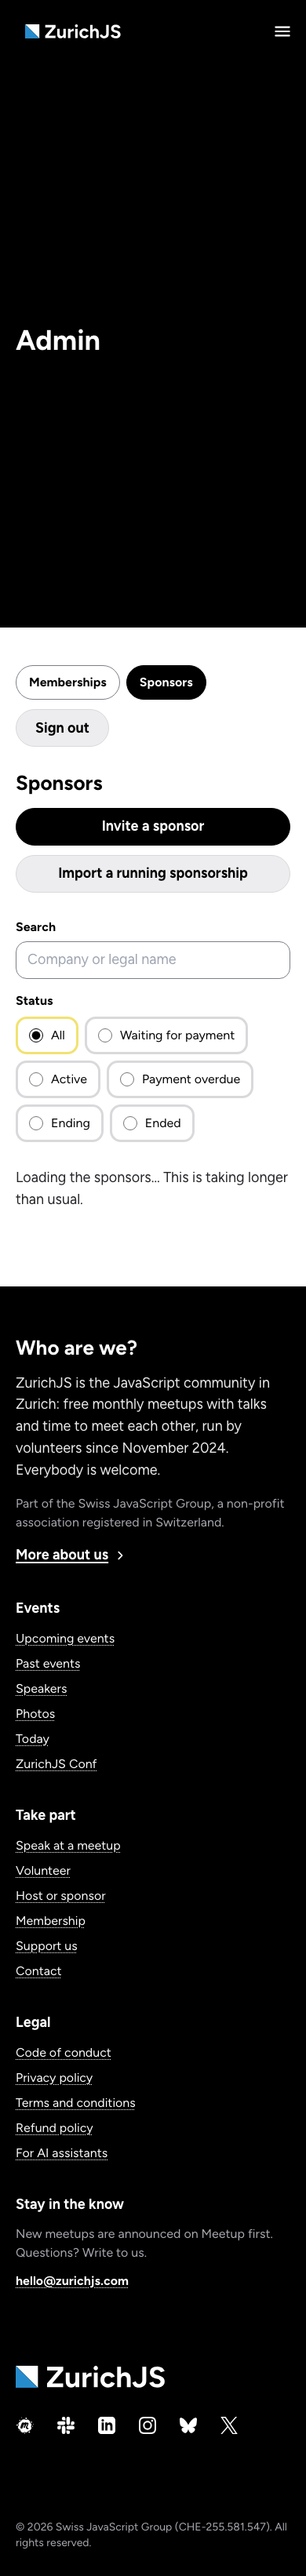 ZurichJS
Admin
Memberships
Sponsors
Sign out
Sponsors
Invite a sponsor
Import a running sponsorship
Search
Company or legal name
Status
All
Waiting for payment
Active
Payment overdue
Ending
Ended
Loading the sponsors... This is taking longer
than usual.
Who are we?
ZurichJS is the JavaScript community in
Zurich: free monthly meetups with talks
and time to meet each other, run by
volunteers since November 2024.
Everybody is welcome.
Part of the Swiss JavaScript Group, a non-profit
association registered in Switzerland.
More about us
Events
Upcoming events
Past events
Speakers
Photos
Today
ZurichJS Conf
Take part
Speak at a meetup
Volunteer
Host or sponsor
Membership
Support us
Contact
Legal
Code of conduct
Privacy policy
Terms and conditions
Refund policy
For AI assistants
Stay in the know
New meetups are announced on Meetup first.
Questions? Write to us.
hello@zurichjs.com
ZurichJS
© 2026 Swiss JavaScript Group (CHE-255.581.547). All
rights reserved.